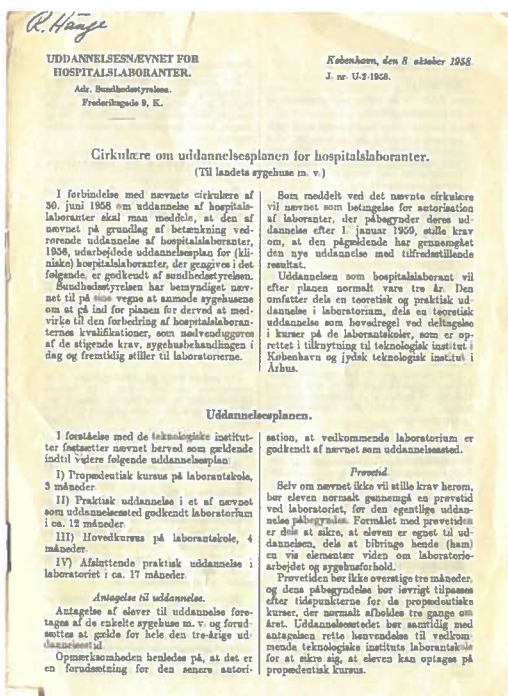 R. Hauge
UDDANNELSESNÆVNET FOR
HOSPITALSLABORANTER.
Adr. Sundhedsstyrelsen.
Frederiksgade 9, K.
København, den 8 oktober 1958.
J. nr. U-2-1958.
Cirkulære om uddannelsesplanen for hospitalslaboranter.
(Til landets sygehuse m. v.)
I forbindelse med nævnets cirkulære af
30. juni 1958 om uddannelse af hospitals-
laboranter skal man meddele, at den af
nævnet på grundlag af betænkning ved-
rørende uddannelse af hospitalslaboranter,
1956, udarbejdede uddannelsesplan for (kli-
niske) hospitalslaboranter, der gengives i det
følgende, er godkendt af sundhedsstyrelsen.
Sundhedsstyrelsen har bemyndiget næv-
net til på sine vegne at anmode sygehusene
om at gå ind for planen for derved at med-
virke til den forbedring af hospitalslaboran-
ternes kvalifikationer, som nødvendiggøres
af de stigende krav, sygehusbehandlingen i
dag og fremtidig stiller til laboratorierne.
Som meddelt ved det nævnte cirkulære
vil nævnet som betingelse for autorisation
af laboranter, der påbegynder deres ud-
dannelse efter 1. januar 1959, stille krav
om, at den pågældende har gennemgået
den nye uddannelse med tilfredsstillende
resultat.
Uddannelsen som hospitalslaborant vil
efter planen normalt vare tre år. Den
omfatter dels en teoretisk og praktisk ud-
dannelse i laboratorium, dels en teoretisk
uddannelse som hovedregel ved deltagelse
i kurser på de laborantskoler, som er op-
rettet i tilknytning til teknologisk institut i
København og jydsk teknologisk institut i
Århus.
Uddannelsesplanen.
I forståelse med de teknologiske institut-
ter fastsætter nævnet herved som gældende
indtil videre følgende uddannelsesplan:
I) Propædeutisk kursus på laborantskole,
3 måneder.
II) Praktisk uddannelse i et af nævnet
som uddannelsessted godkendt laboratorium
i ca. 12 måneder.
III) Hovedkursus på laborantskole, 4
måneder.
IV) Afsluttende praktisk uddannelse i
laboratoriet i ca. 17 måneder.
Antagelse til uddannelse.
Antagelse af elever til uddannelse fore-
tages af de enkelte sygehuse m. v. og forud-
sættes at gælde for hele den tre-årige ud-
dannelsestid.
Opmærksomheden henledes på, at det er
en forudsætning for den senere autori-
sation, at vedkommende laboratorium er
godkendt af nævnet som uddannelsessted.
Prøvetid.
Selv om nævnet ikke vil stille krav herom,
bør eleven normalt gennemgå en prøvetid
ved laboratoriet, før den egentlige uddan-
nelse påbegyndes. Formålet med prøvetiden
er dels at sikre, at eleven er egnet til ud-
dannelsen, dels at bibringe hende (ham)
en vis elementær viden om laboratorie-
arbejdet og sygehusforhold.
Prøvetiden bør ikke overstige tre måneder,
og dens påbegyndelse bør iøvrigt tilpasses
efter tidspunkterne for de propædeutiske
kurser, der normalt afholdes tre gange om
året. Uddannelsesstedet bør samtidig med
antagelsen rette henvendelse til vedkom-
mende teknologiske instituts laborantskole
for at sikre sig, at eleven kan optages på
propædeutisk kursus.